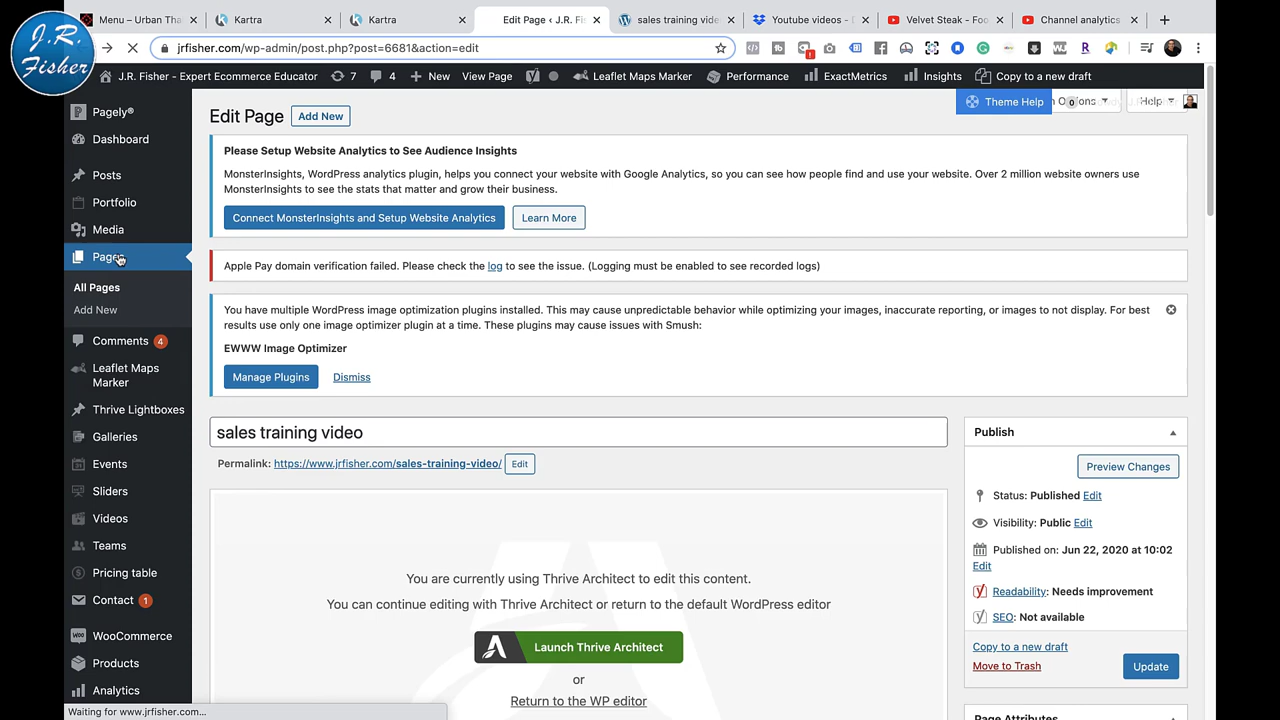 Menu – Urban Tha
Kartra
Kartra
Edit Page ‹ J.R. Fi
sales training vide
Youtube videos -
Velvet Steak - Foo
Channel analytics
J.R. Fisher
jrfisher.com/wp-admin/post.php?post=6681&action=edit
J.R. Fisher - Expert Ecommerce Educator
7
4
New
View Page
Leaflet Maps Marker
Performance
ExactMetrics
Insights
Copy to a new draft
Pagely®
Dashboard
Posts
Portfolio
Media
Pages
All Pages
Add New
Comments 4
Leaflet Maps
Marker
Thrive Lightboxes
Galleries
Events
Sliders
Videos
Teams
Pricing table
Contact 1
WooCommerce
Products
Analytics
Waiting for www.jrfisher.com...
Edit Page
Add New
Theme Help
0
Options
Help
Please Setup Website Analytics to See Audience Insights
MonsterInsights, WordPress analytics plugin, helps you connect your website with Google Analytics, so you can see how people find and use your website. Over 2 million website owners use
MonsterInsights to see the stats that matter and grow their business.
Connect MonsterInsights and Setup Website Analytics
Learn More
Apple Pay domain verification failed. Please check the log to see the issue. (Logging must be enabled to see recorded logs)
You have multiple WordPress image optimization plugins installed. This may cause unpredictable behavior while optimizing your images, inaccurate reporting, or images to not display. For best
results use only one image optimizer plugin at a time. These plugins may cause issues with Smush:
EWWW Image Optimizer
Manage Plugins
Dismiss
sales training video
Permalink: https://www.jrfisher.com/sales-training-video/
Edit
You are currently using Thrive Architect to edit this content.
You can continue editing with Thrive Architect or return to the default WordPress editor
Launch Thrive Architect
or
Return to the WP editor
Publish
Preview Changes
Status: Published Edit
Visibility: Public Edit
Published on: Jun 22, 2020 at 10:02
Edit
Readability: Needs improvement
SEO: Not available
Copy to a new draft
Move to Trash
Update
Page Attributes